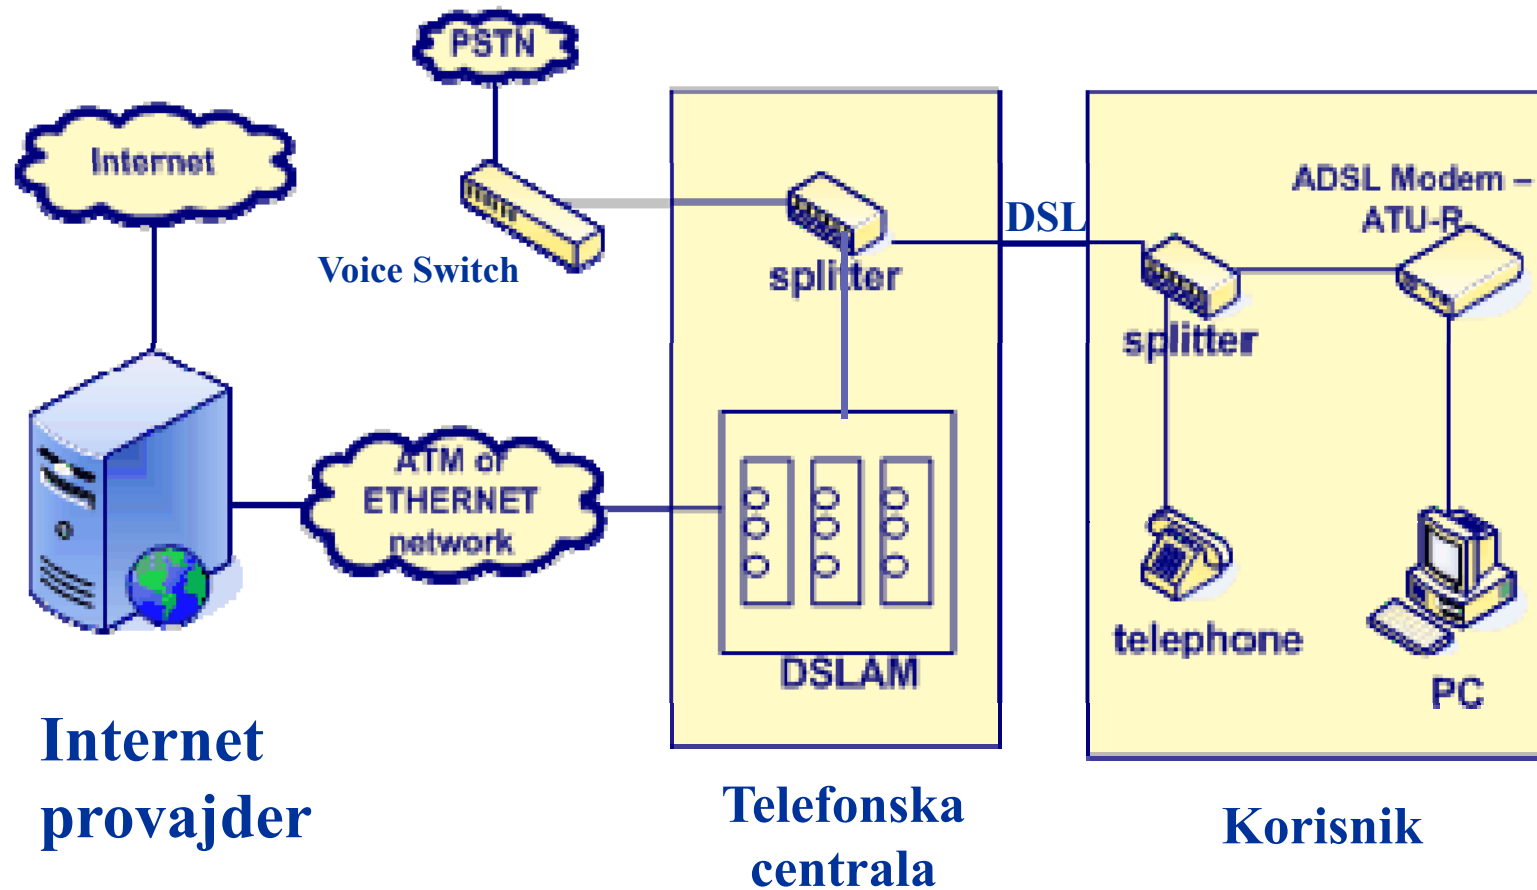 PSTN
Internet
Voice Switch
splitter
DSL
ADSL Modem –
ATU-R
splitter
ATM or
ETHERNET
network
DSLAM
telephone
PC
Internet
provajder
Telefonska
centrala
Korisnik